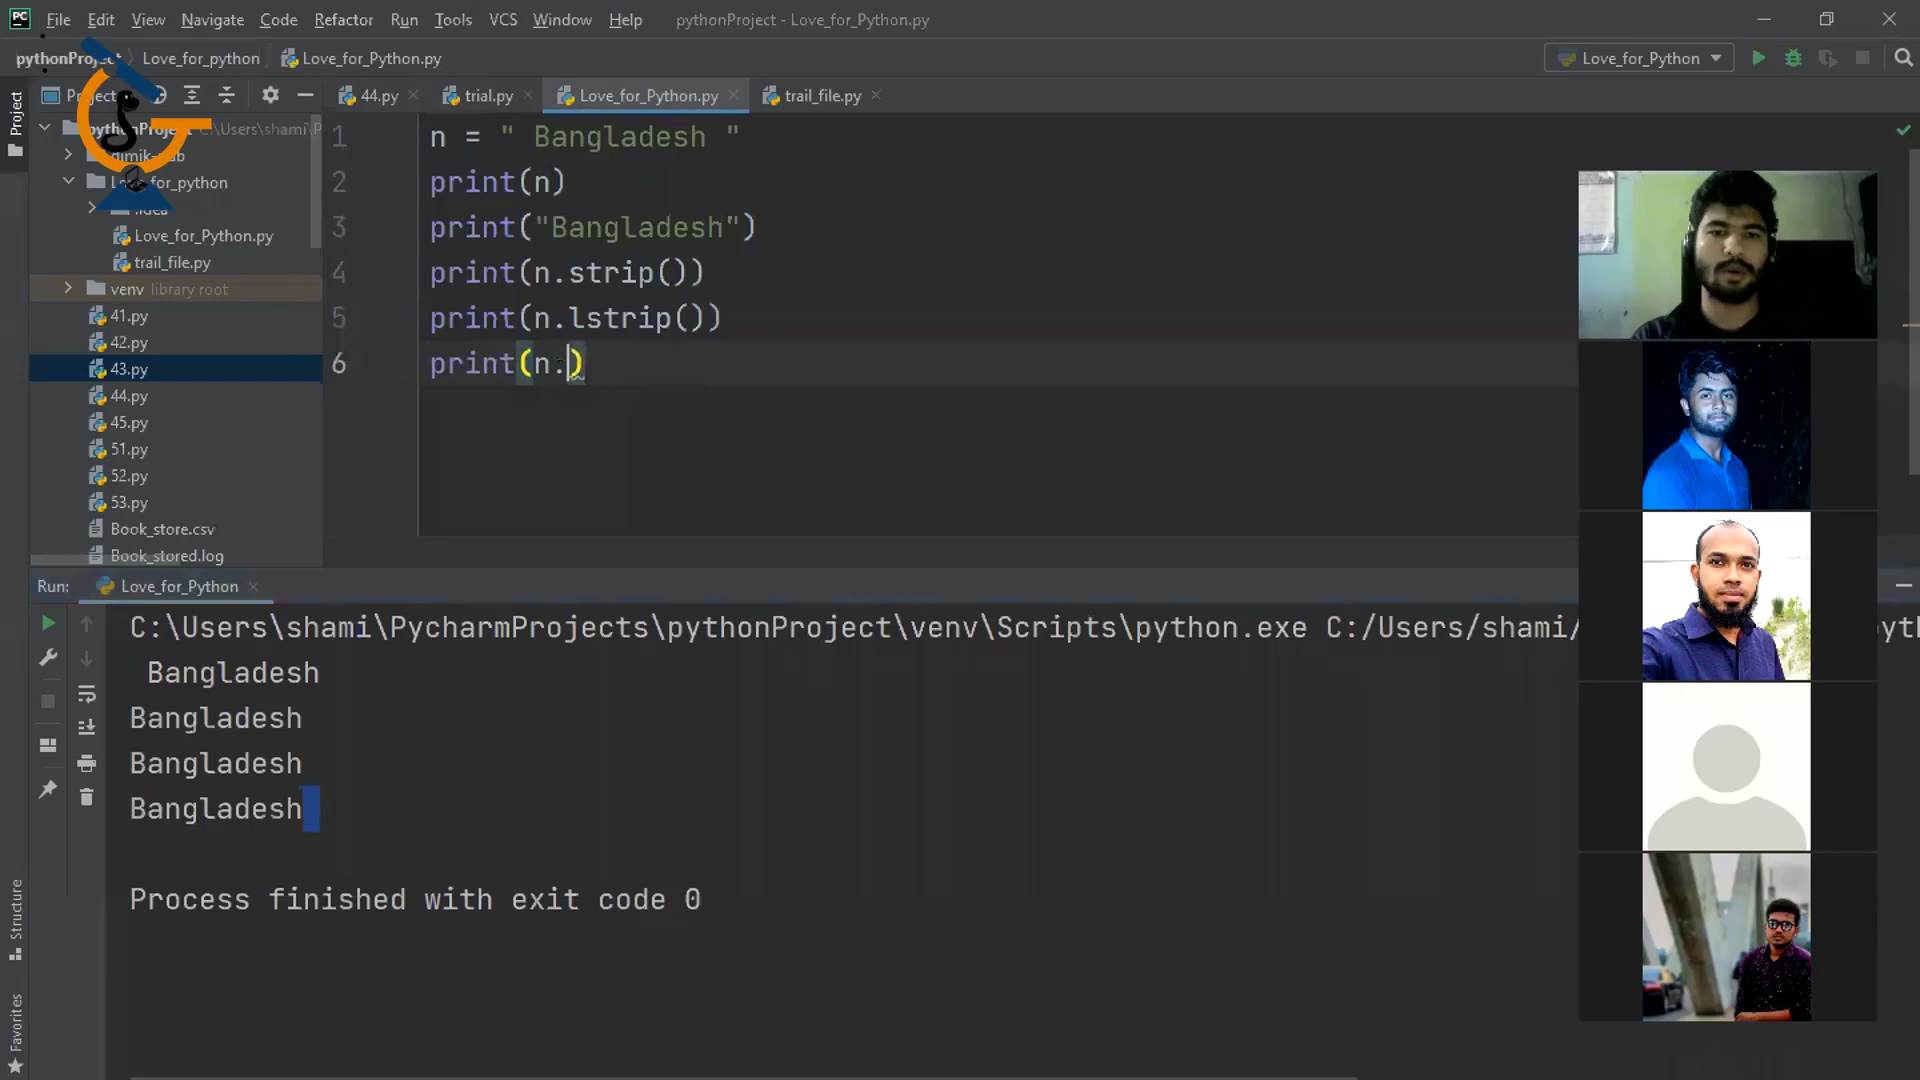 File Edit View Navigate Code Refactor Run Tools VCS Window Help pythonProject - Love_for_Python.py
pythonProject Love_for_python Love_for_Python.py Love_for_Python
Project 44.py trial.py Love_for_Python.py trail_file.py
Project
pythonProject C:\Users\shami\P
Love_for_python
.idea
Love_for_Python.py
trail_file.py
venv library root
41.py
42.py
43.py
44.py
45.py
51.py
52.py
53.py
Book_store.csv
Book_stored.log
1 n = " Bangladesh "
2 print(n)
3 print("Bangladesh")
4 print(n.strip())
5 print(n.lstrip())
6 print(n.)
Run: Love_for_Python
C:\Users\shami\PycharmProjects\pythonProject\venv\Scripts\python.exe C:/Users/shami/ yth
Bangladesh
Bangladesh
Bangladesh
Bangladesh
Process finished with exit code 0
Structure
Favorites